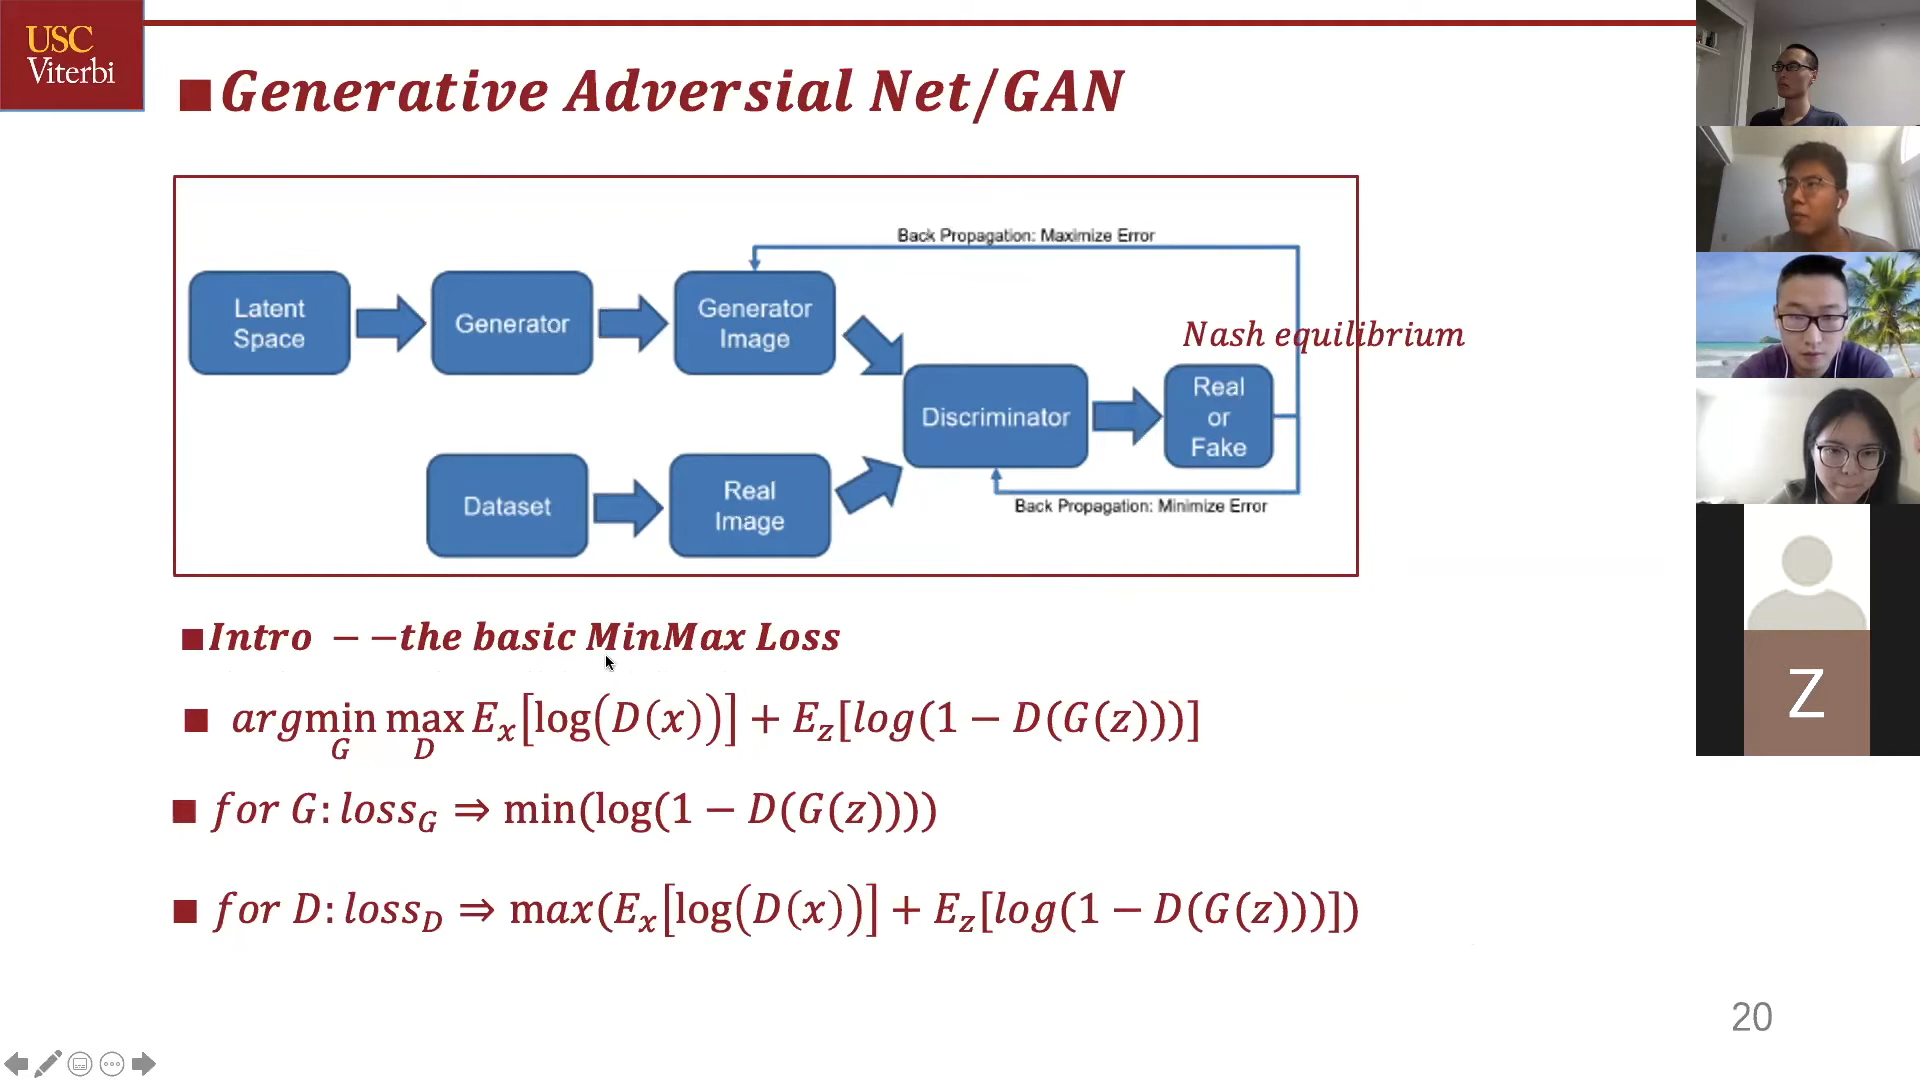 USC
Viterbi
■Generative Adversial Net/GAN
Back Propagation: Maximize Error
Latent
Space
Generator
Generator
Image
Nash equilibrium
Discriminator
Real
or
Fake
Dataset
Real
Image
Back Propagation: Minimize Error
■Intro --the basic MinMax Loss
■ argmin_G max_D E_x[log(D(x))] + E_z[log(1 − D(G(z)))]
■ for G: loss_G ⇒ min(log(1 − D(G(z))))
■ for D: loss_D ⇒ max(E_x[log(D(x))] + E_z[log(1 − D(G(z)))])
Z
20